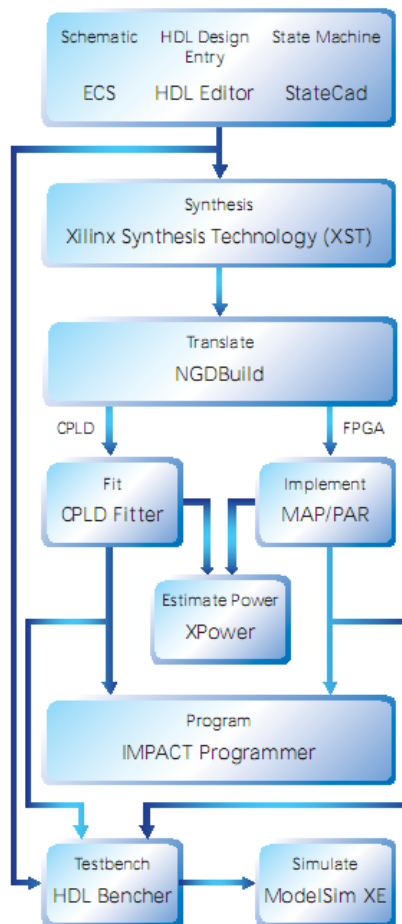 Schematic
HDL Design
Entry
State Machine
ECS
HDL Editor
StateCad
Synthesis
Xilinx Synthesis Technology (XST)
Translate
NGDBuild
CPLD
FPGA
Fit
CPLD Fitter
Implement
MAP/PAR
Estimate Power
XPower
Program
IMPACT Programmer
Testbench
HDL Bencher
Simulate
ModelSim XE